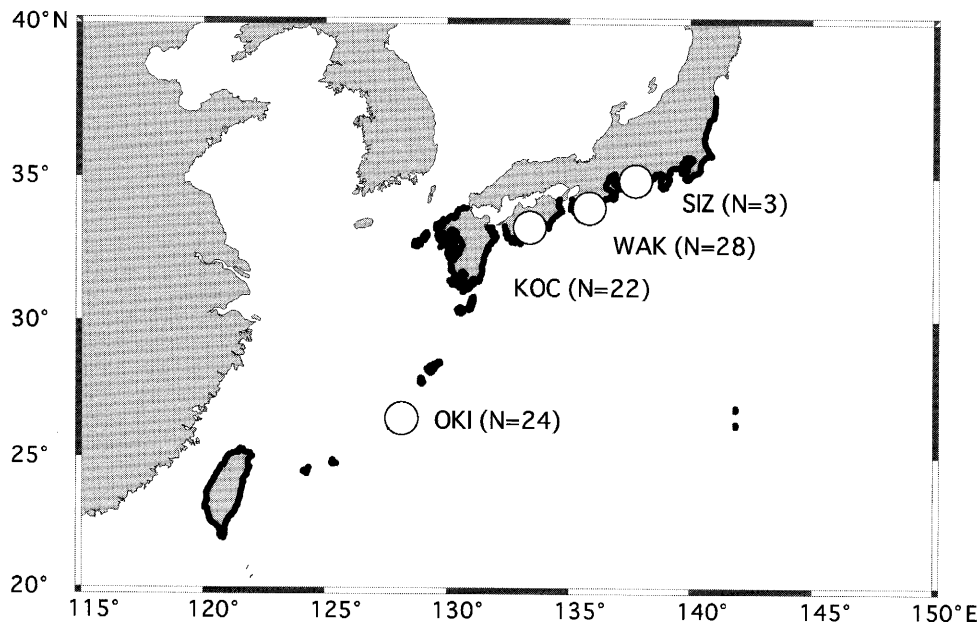 40°N
35°
SIZ (N=3)
WAK (N=28)
KOC (N=22)
30°
OKI (N=24)
25°
20°
115° 120° 125° 130° 135° 140° 145° 150°E